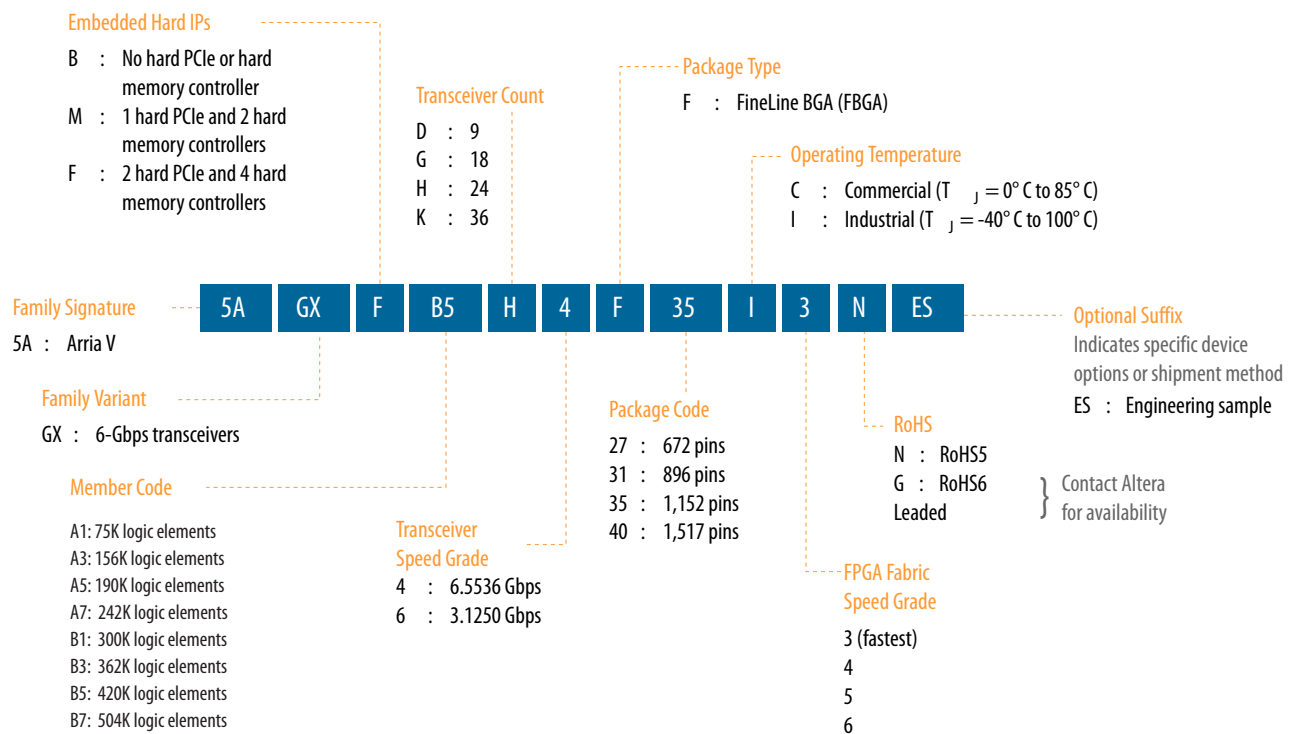 Embedded Hard IPs
B : No hard PCIe or hard
memory controller
M : 1 hard PCIe and 2 hard
memory controllers
F : 2 hard PCIe and 4 hard
memory controllers
Transceiver Count
D : 9
G : 18
H : 24
K : 36
Package Type
F : FineLine BGA (FBGA)
Operating Temperature
C : Commercial (T J = 0° C to 85° C)
I : Industrial (T J = -40° C to 100° C)
Family Signature
5A : Arria V
5A GX F B5 H 4 F 35 I 3 N ES
Optional Suffix
Indicates specific device
options or shipment method
ES : Engineering sample
Family Variant
GX : 6-Gbps transceivers
Member Code
A1: 75K logic elements
A3: 156K logic elements
A5: 190K logic elements
A7: 242K logic elements
B1: 300K logic elements
B3: 362K logic elements
B5: 420K logic elements
B7: 504K logic elements
Transceiver
Speed Grade
4 : 6.5536 Gbps
6 : 3.1250 Gbps
Package Code
27 : 672 pins
31 : 896 pins
35 : 1,152 pins
40 : 1,517 pins
RoHS
N : RoHS5
G : RoHS6
Leaded
} Contact Altera
for availability
FPGA Fabric
Speed Grade
3 (fastest)
4
5
6